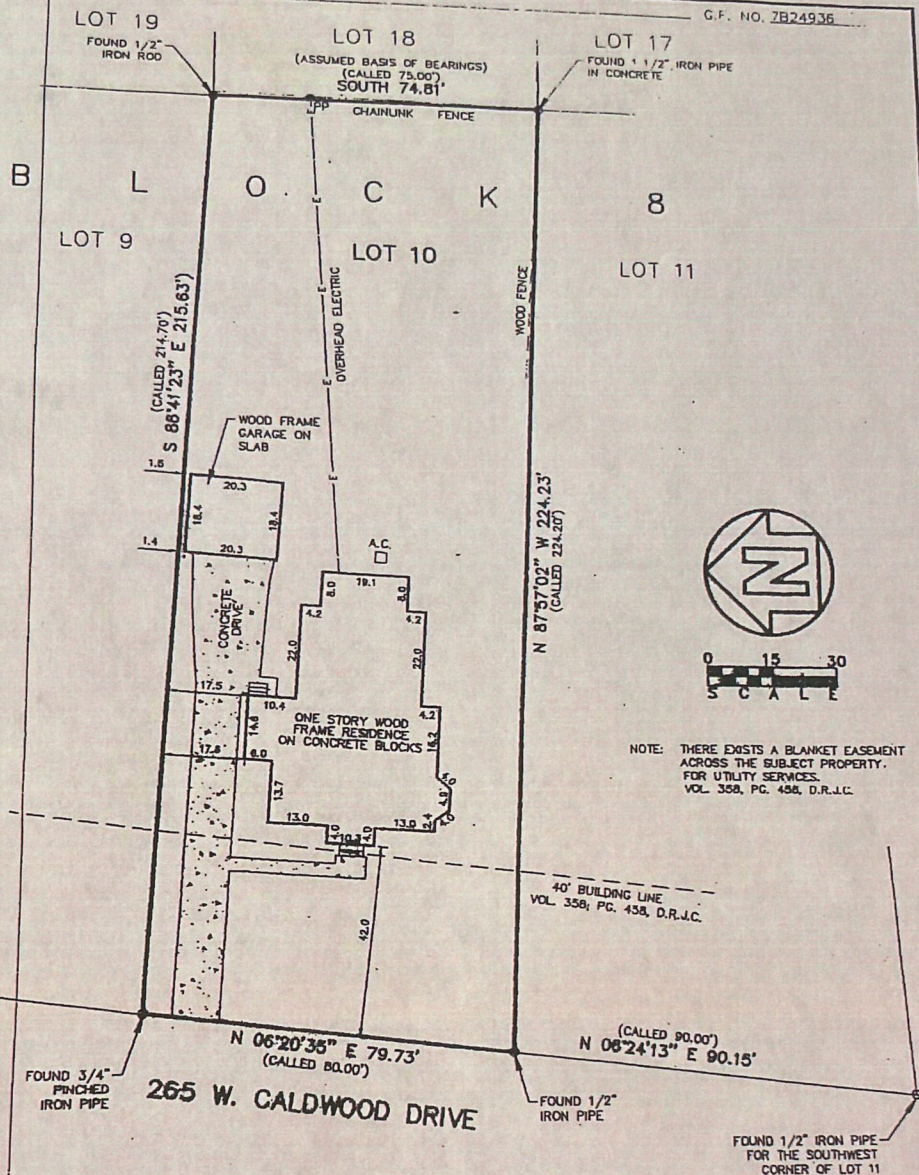 G.F. NO. 7B24936
LOT 19
LOT 18
LOT 17
FOUND 1/2"
IRON ROD
(ASSUMED BASIS OF BEARINGS)
(CALLED 75.00')
SOUTH 74.81'
FOUND 1 1/2" IRON PIPE
IN CONCRETE
PP
CHAINLINK FENCE
B L O C K 8
LOT 9
LOT 10
LOT 11
(CALLED 214.70')
S 86°41'23" E 215.63'
E
E
E
E
OVERHEAD ELECTRIC
WOOD FENCE
WOOD FRAME
GARAGE ON
SLAB
1.6
20.3
18.4
18.4
1.4
20.3
A.C.
N 87°57'02" W 224.23'
(CALLED 224.20')
CONCRETE
DRIVE
19.1
8.0
8.0
4.2
4.2
22.0
22.0
N
0 15 30
SCALE
17.5
10.4
4.2
14.8
ONE STORY WOOD
FRAME RESIDENCE
ON CONCRETE BLOCKS
16.2
17.6
6.0
13.7
4.9
13.0
13.0
2.4
4.0
10.3
4.0
NOTE: THERE EXISTS A BLANKET EASEMENT
ACROSS THE SUBJECT PROPERTY.
FOR UTILITY SERVICES.
VOL. 358, PG. 458, D.R.J.C.
40' BUILDING LINE
VOL. 358, PG. 458, D.R.J.C.
42.0
N 06°20'35" E 79.73'
(CALLED 80.00')
(CALLED 90.00')
N 06°24'13" E 90.15'
FOUND 3/4"
PINCHED
IRON PIPE
265 W. CALDWOOD DRIVE
FOUND 1/2"
IRON PIPE
FOUND 1/2" IRON PIPE
FOR THE SOUTHWEST
CORNER OF LOT 11